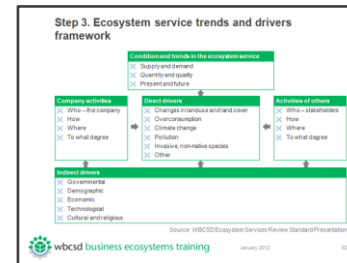 Step 3. Ecosystem service trends and drivers
framework
Condition and trends in the ecosystem service
Supply and demand
Quantity and quality
Present and future
Company activities
Who – the company
How
Where
To what degree
Direct drivers
Changes in land use and land cover
Overconsumption
Climate change
Pollution
Invasive, non-native species
Other
Activities of others
Who – stakeholders
How
Where
To what degree
Indirect drivers
Governmental
Demographic
Economic
Technological
Cultural and religious
Source: WBCSD Ecosystem Services Review Standard Presentation
wbcsd business ecosystems training
January 2012